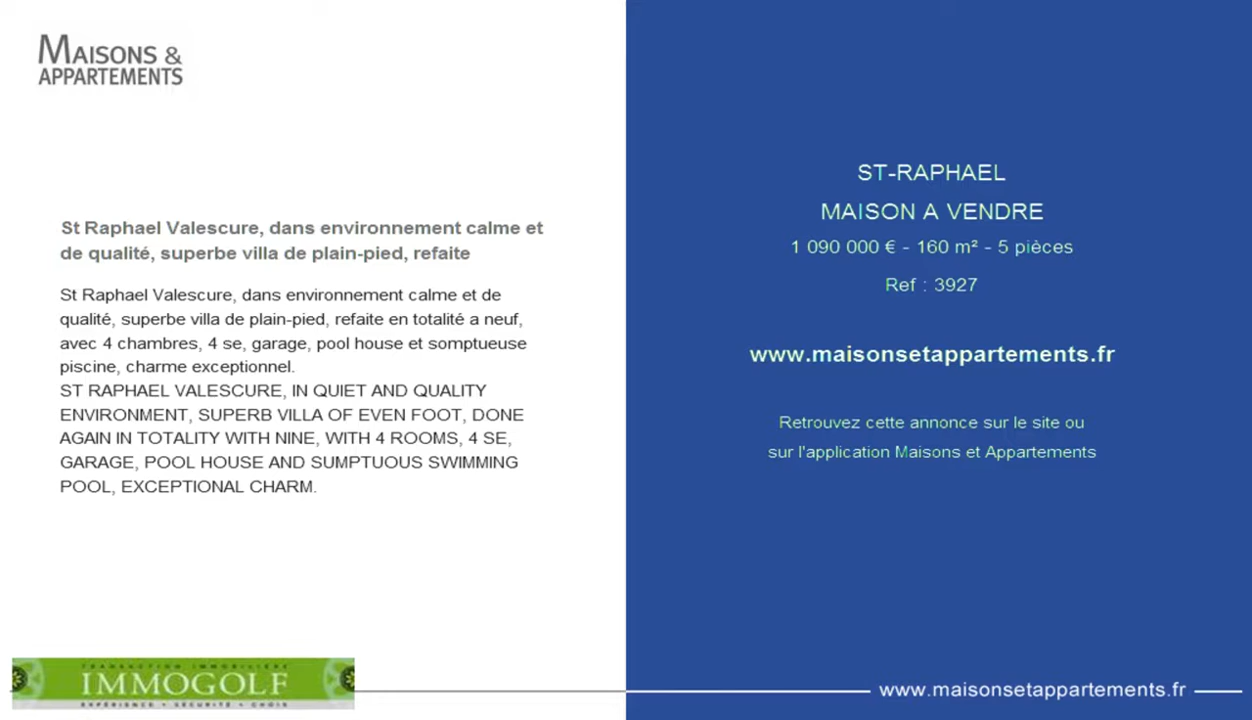 MAISONS &
APPARTEMENTS
St Raphael Valescure, dans environnement calme et
de qualité, superbe villa de plain-pied, refaite
St Raphael Valescure, dans environnement calme et de
qualité, superbe villa de plain-pied, refaite en totalité a neuf,
avec 4 chambres, 4 se, garage, pool house et somptueuse
piscine, charme exceptionnel.
ST RAPHAEL VALESCURE, IN QUIET AND QUALITY
ENVIRONMENT, SUPERB VILLA OF EVEN FOOT, DONE
AGAIN IN TOTALITY WITH NINE, WITH 4 ROOMS, 4 SE,
GARAGE, POOL HOUSE AND SUMPTUOUS SWIMMING
POOL, EXCEPTIONAL CHARM.
TRANSACTION IMMOBILIÈRE
IMMOGOLF
EXPÉRIENCE • SÉCURITÉ • CHOIX
ST-RAPHAEL
MAISON A VENDRE
1 090 000 € - 160 m² - 5 pièces
Ref : 3927
www.maisonsetappartements.fr
Retrouvez cette annonce sur le site ou
sur l'application Maisons et Appartements
www.maisonsetappartements.fr